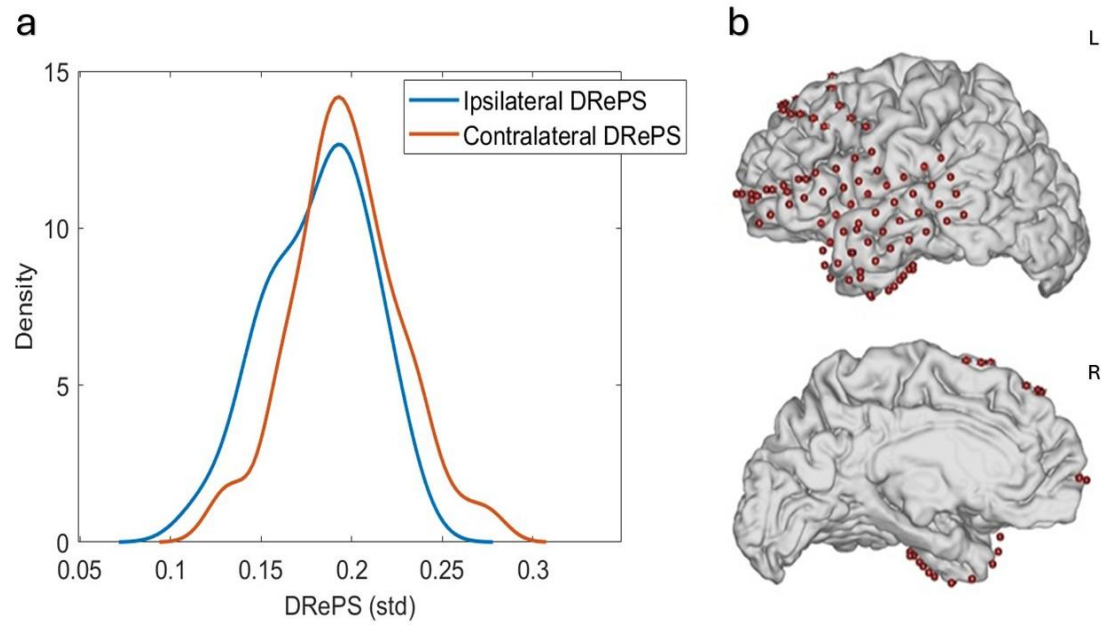 a
b
L
15
Ipsilateral DRePS
Contralateral DRePS
10
Density
5
R
0
0.05 0.1 0.15 0.2 0.25 0.3
DRePS (std)